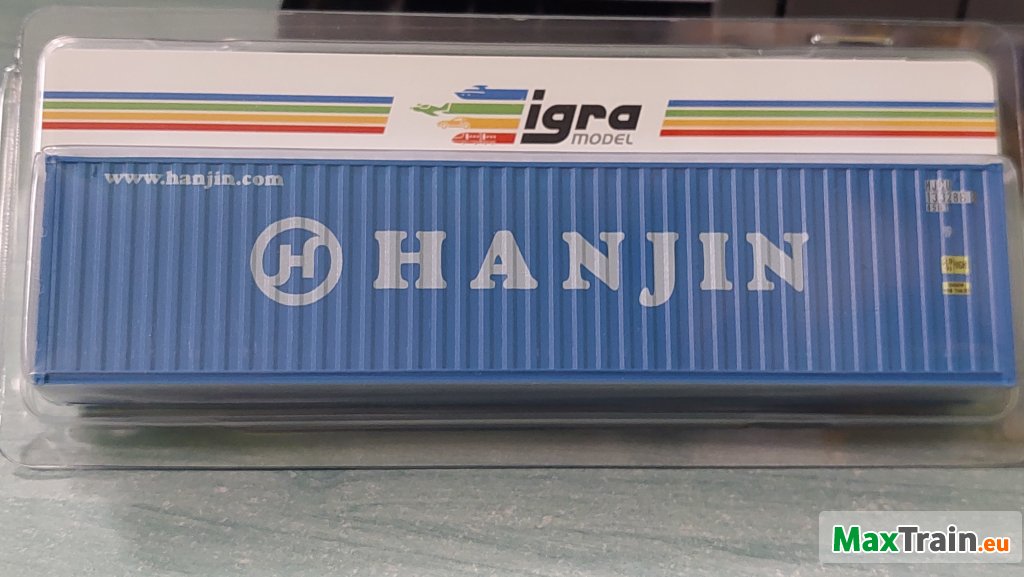 igra
MODEL
www.hanjin.com
HANJIN
MaxTrain.eu